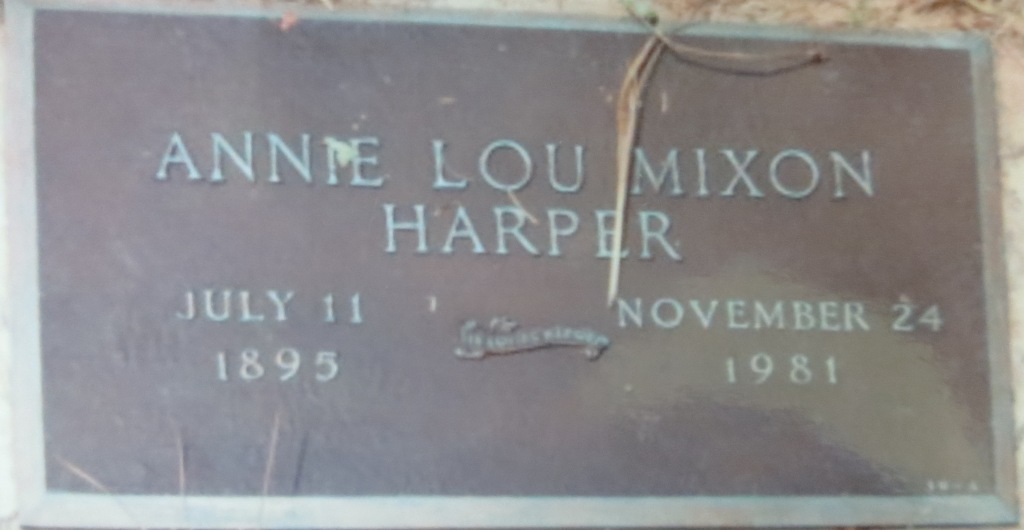 ANNIE LOU MIXON
HARPER
JULY 11
1895
NOVEMBER 24
1981